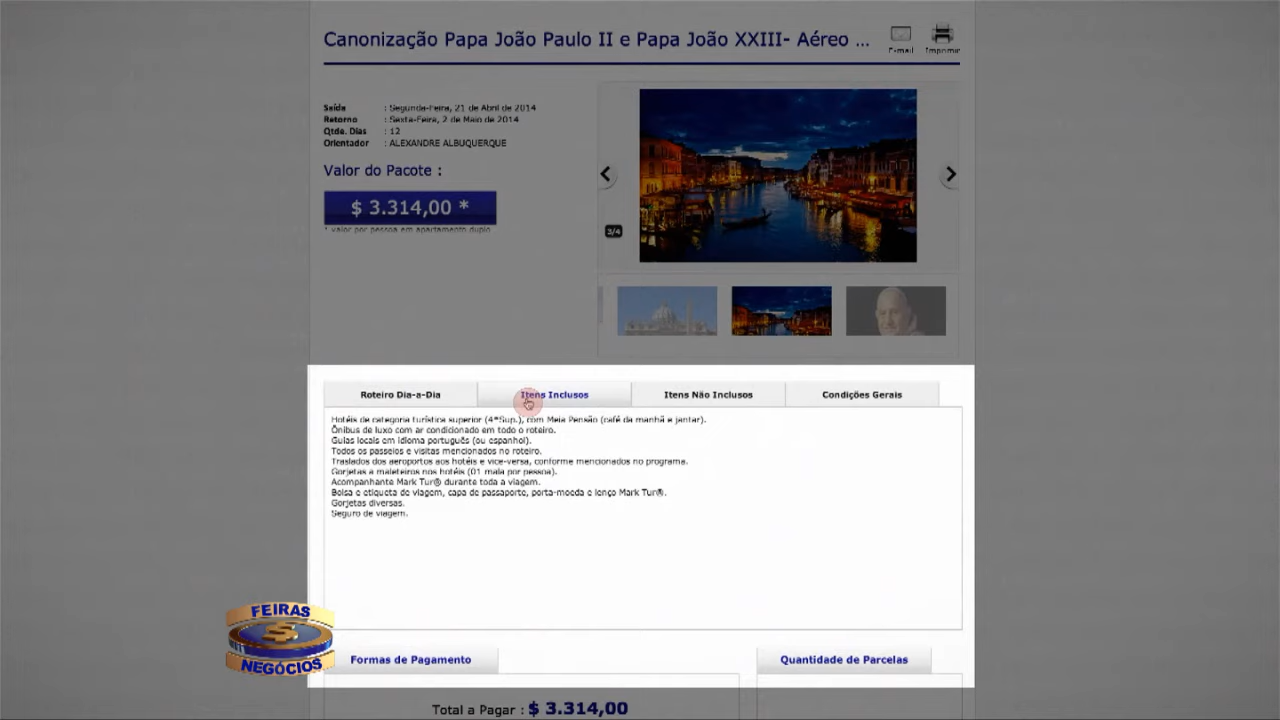 Canonização Papa João Paulo II e Papa João XXIII- Aéreo ...
E-mail
Imprimir
Saída : Segunda-Feira, 21 de Abril de 2014
Retorno : Sexta-Feira, 2 de Maio de 2014
Qtde. Dias : 12
Orientador : ALEXANDRE ALBUQUERQUE
Valor do Pacote :
$ 3.314,00 *
* valor por pessoa em apartamento duplo
3/4
Roteiro Dia-a-Dia
Itens Inclusos
Itens Não Inclusos
Condições Gerais
Hotéis de categoria turística superior (4*Sup.), com Meia Pensão (café da manhã e jantar).
Ônibus de luxo com ar condicionado em todo o roteiro.
Guias locais em idioma português (ou espanhol).
Todos os passeios e visitas mencionados no roteiro.
Traslados dos aeroportos aos hotéis e vice-versa, conforme mencionados no programa.
Gorjetas a maleteiros nos hotéis (01 mala por pessoa).
Acompanhante Mark Tur® durante toda a viagem.
Bolsa e etiqueta de viagem, capa de passaporte, porta-moeda e lenço Mark Tur®.
Gorjetas diversas.
Seguro de viagem.
FEIRAS
$
NEGÓCIOS
Formas de Pagamento
Quantidade de Parcelas
Total a Pagar : $ 3.314,00